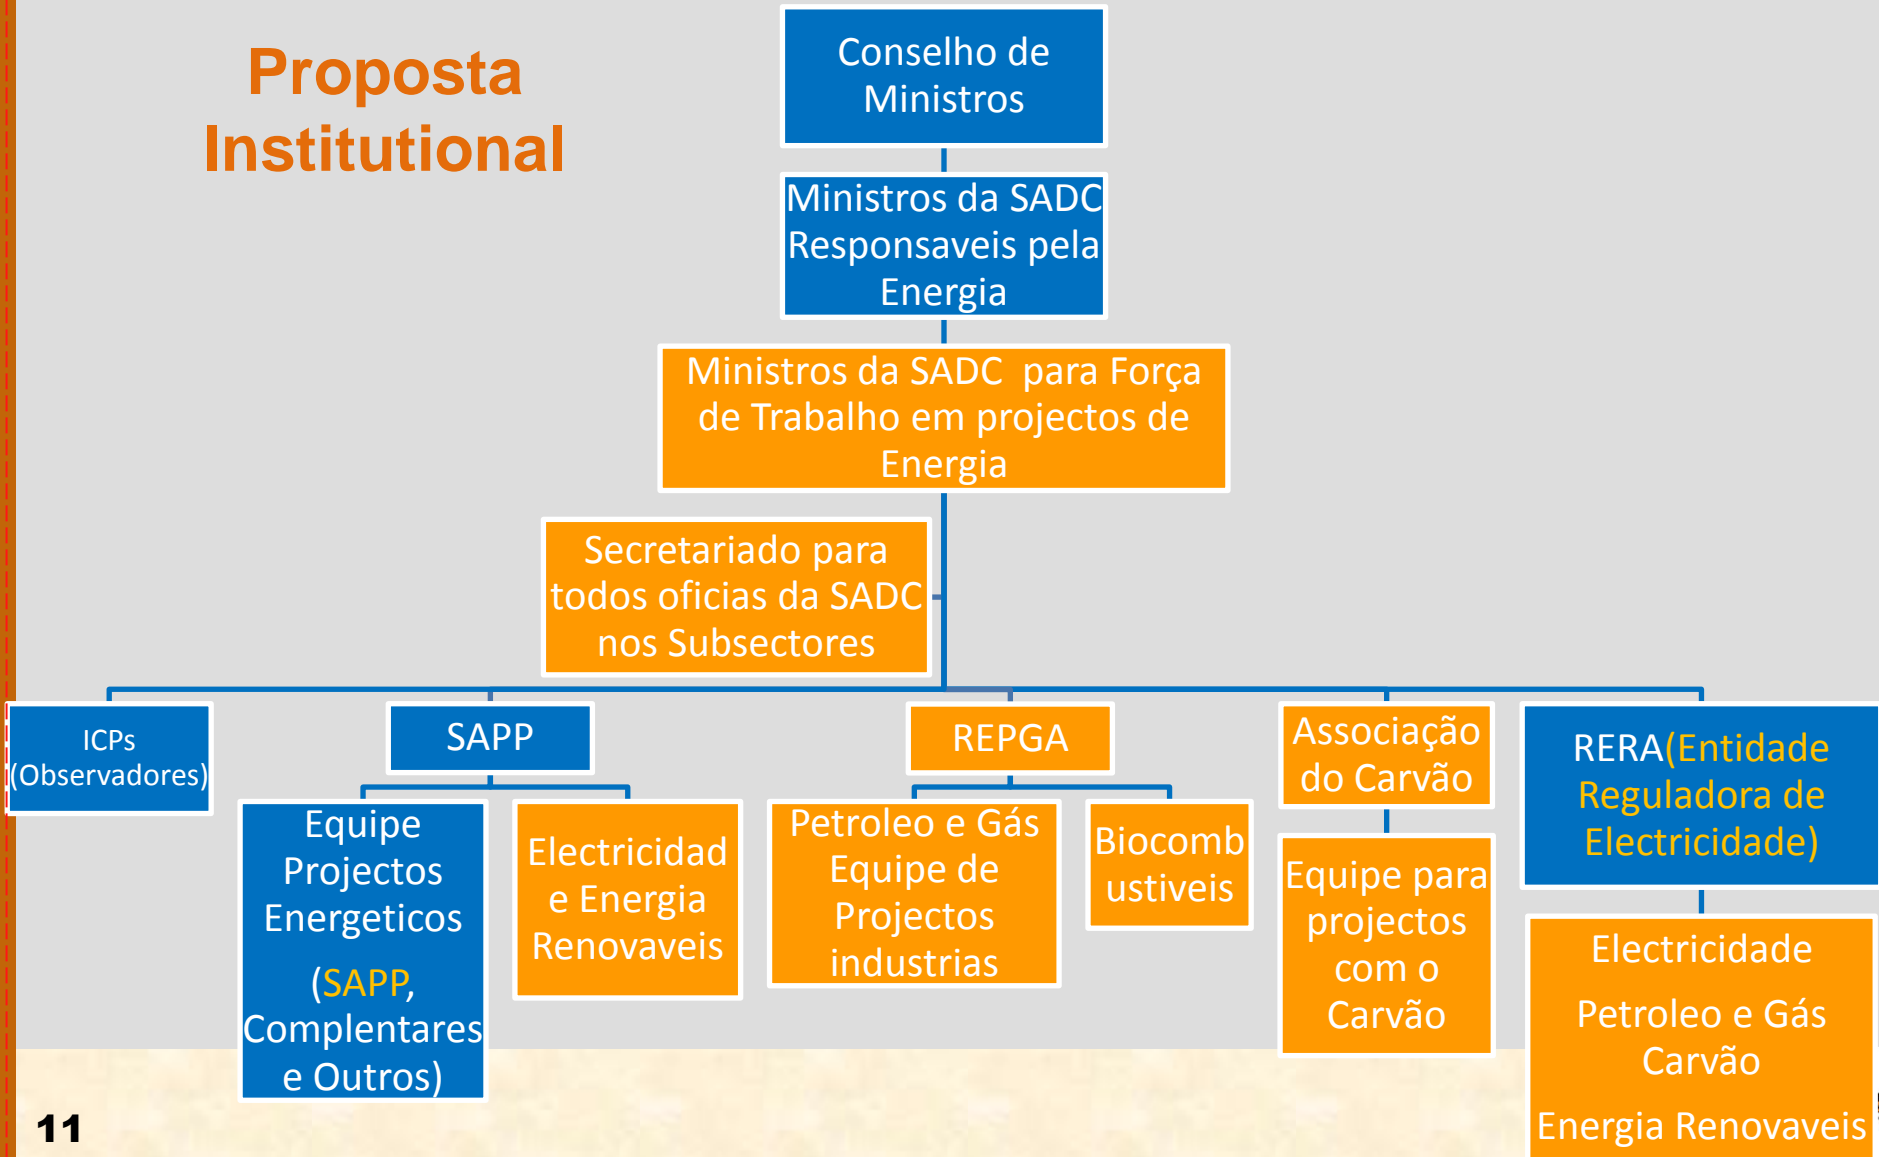 Proposta
Institutional
Conselho de
Ministros
Ministros da SADC
Responsaveis pela
Energia
Ministros da SADC para Força
de Trabalho em projectos de
Energia
Secretariado para
todos oficias da SADC
nos Subsectores
ICPs
(Observadores)
SAPP
REPGA
Associação
do Carvão
RERA(Entidade
Reguladora de
Electricidade)
Equipe
Projectos
Energeticos
(SAPP,
Complentares
e Outros)
Electricidad
e Energia
Renovaveis
Petroleo e Gás
Equipe de
Projectos
industrias
Biocomb
ustiveis
Equipe para
projectos
com o
Carvão
Electricidade
Petroleo e Gás
Carvão
Energia Renovaveis
11